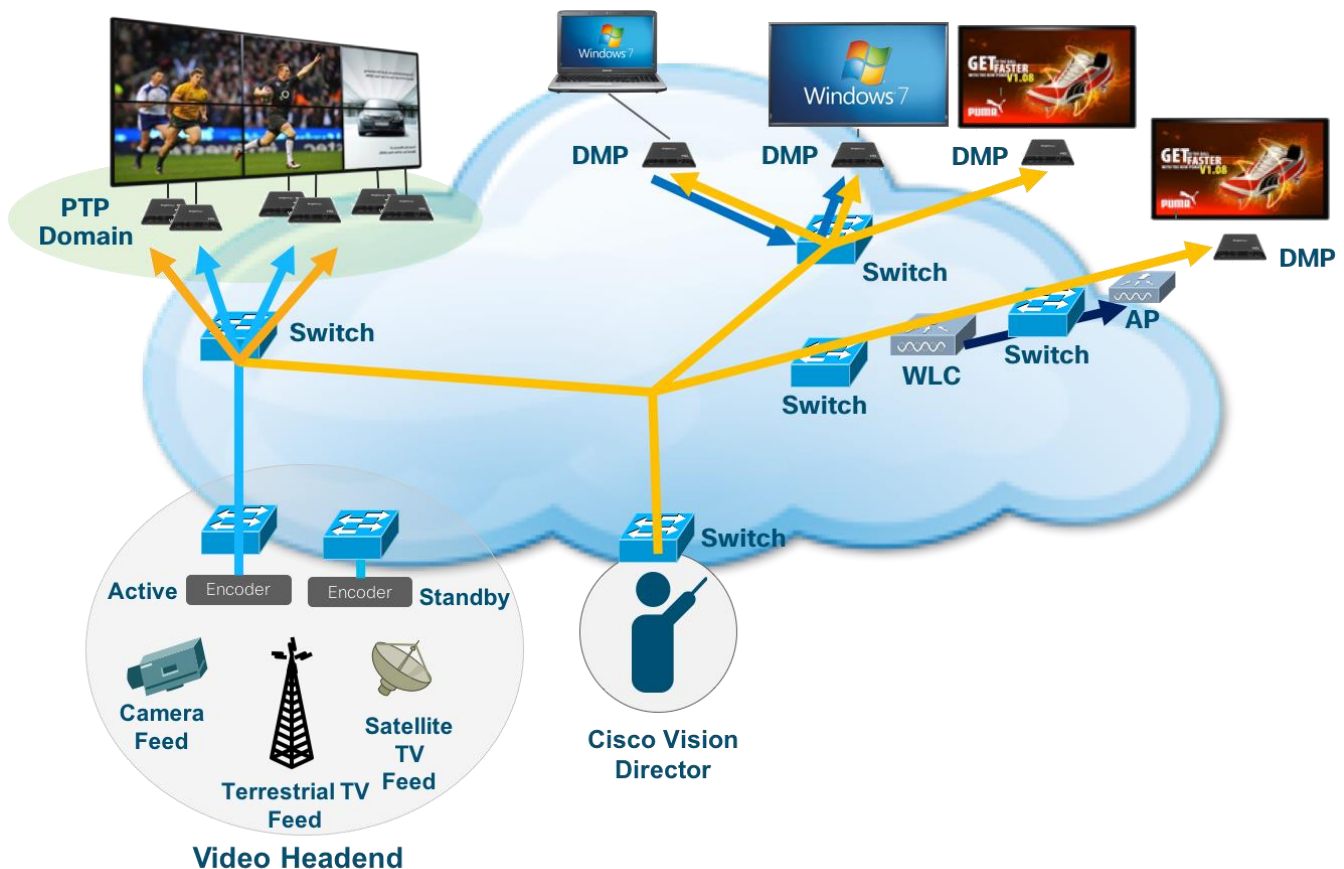 Windows 7
Windows 7
GET
FASTER
V1.08
PUMA
GET
FASTER
V1.08
PUMA
DMP
DMP
DMP
DMP
PTP
Domain
Switch
Switch
Switch
WLC
Switch
AP
Switch
Active
Encoder
Encoder
Standby
Camera
Feed
Terrestrial TV
Feed
Satellite
TV
Feed
Video Headend
Cisco Vision
Director